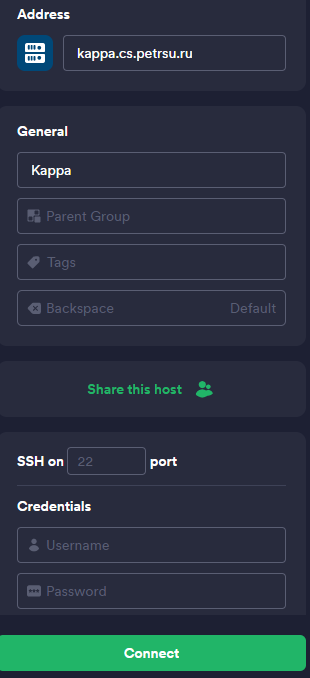 Address
kappa.cs.petrsu.ru
General
Kappa
Parent Group
Tags
Backspace Default
Share this host
SSH on 22 port
Credentials
Username
Password
Connect